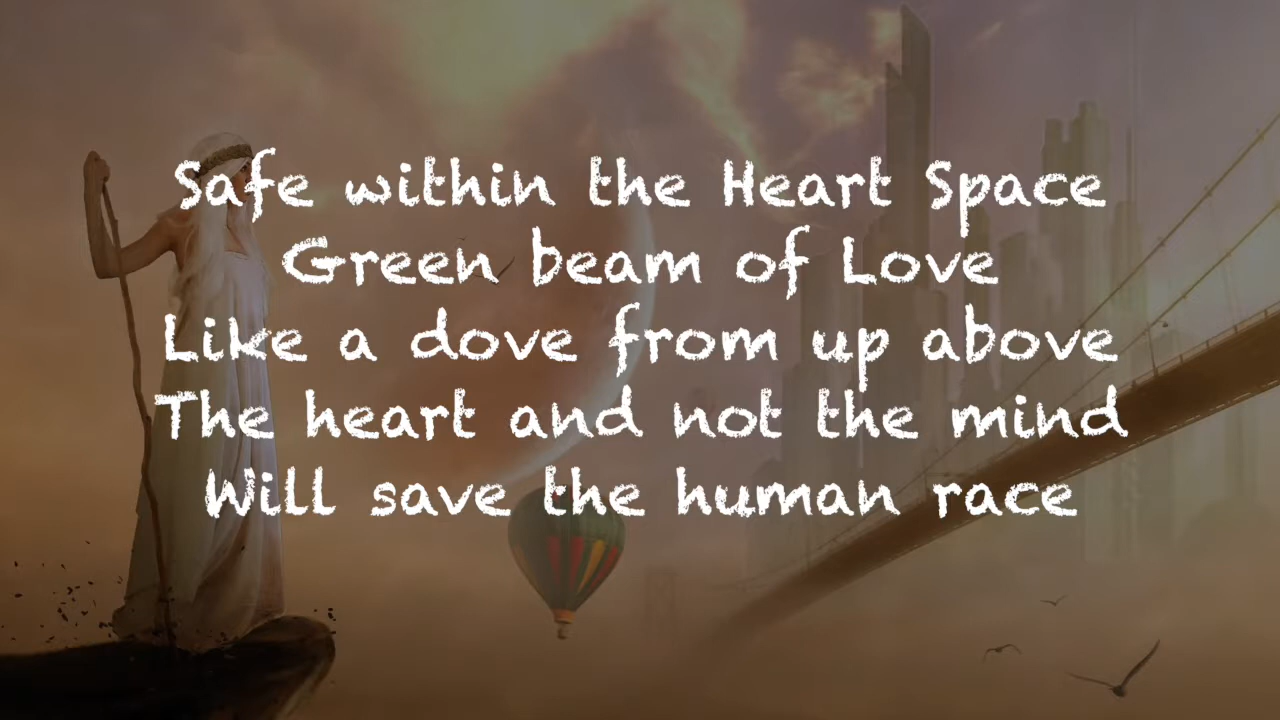 Safe within the Heart Space
Green beam of Love
Like a dove from up above
The heart and not the mind
Will save the human race